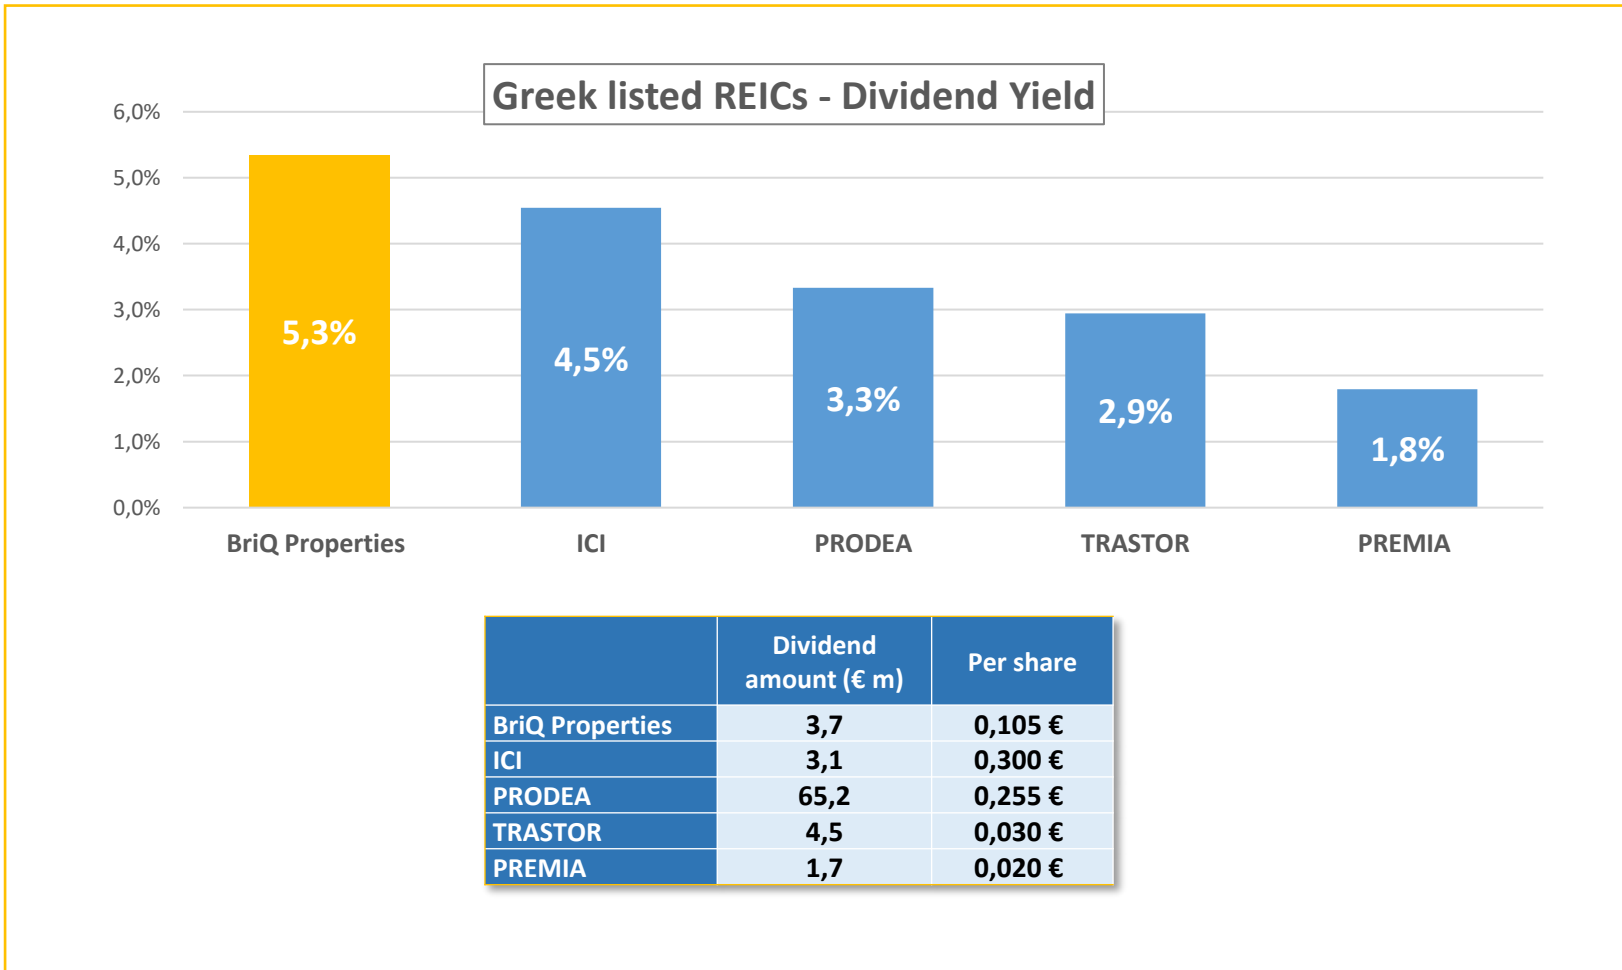 Greek listed REICs - Dividend Yield
6,0%
5,0%
4,0%
3,0%
2,0%
1,0%
0,0%
5,3%
4,5%
3,3%
2,9%
1,8%
BriQ Properties
ICI
PRODEA
TRASTOR
PREMIA
Dividend
amount (€ m)
Per share
BriQ Properties 3,7 0,105 €
ICI 3,1 0,300 €
PRODEA 65,2 0,255 €
TRASTOR 4,5 0,030 €
PREMIA 1,7 0,020 €